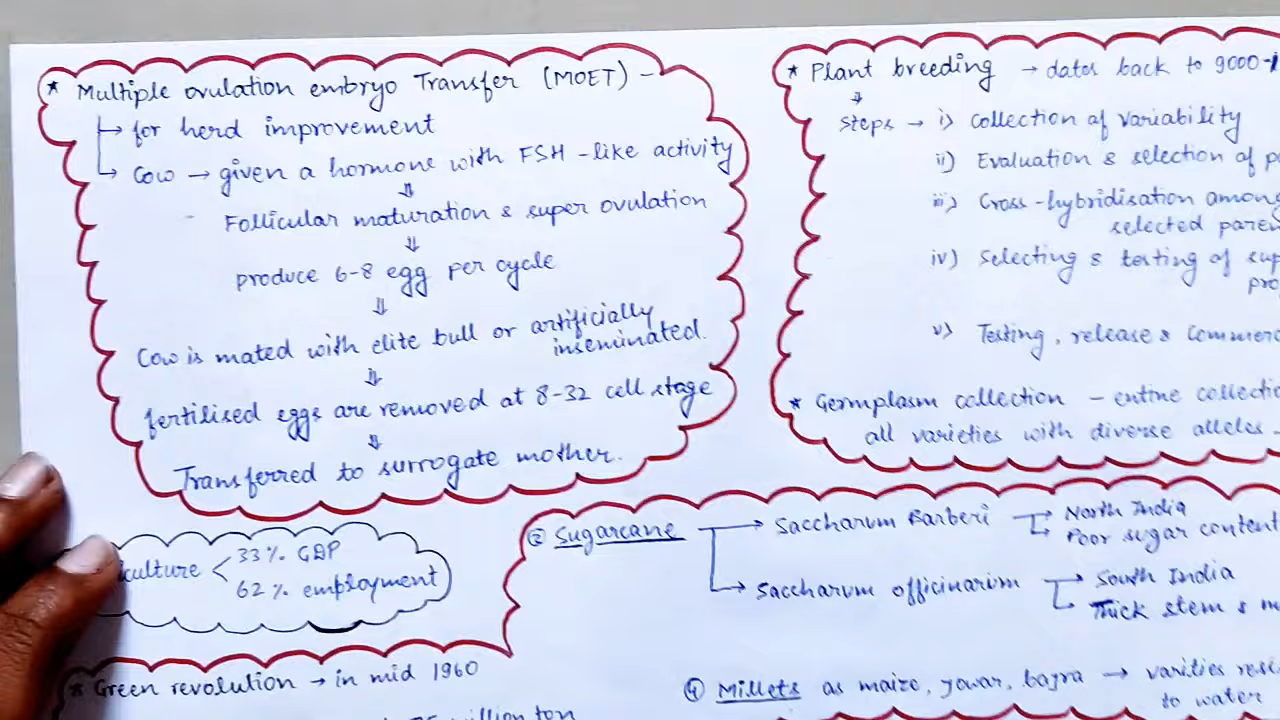 * Multiple ovulation embryo Transfer (MOET) -
→ for herd improvement
→ Cow → given a hormone with FSH-like activity
⇓
Follicular maturation & super ovulation
⇓
produce 6-8 egg per cycle
⇓
Cow is mated with elite bull or artificially
inseminated.
⇓
fertilised eggs are removed at 8-32 cell stage
⇓
Transferred to surrogate mother.
* Plant breeding → dates back to 9000-
⇓
Steps → i) collection of variability
ii) Evaluation & selection of
iii) Cross-hybridisation among
selected
iv) Selecting & testing of
v) Testing, release &
* Germplasm collection - entire
all varieties with diverse alleles.
culture < 33% GDP
62% employment
② Sugarcane → Saccharum Barberi → North India
→ Poor sugar content
→ Saccharum officinarum → South India
→ Thick stem &
* Green revolution → in mid 1960
million ton
④ Millets as maize, jowar, bajra → varities
to water